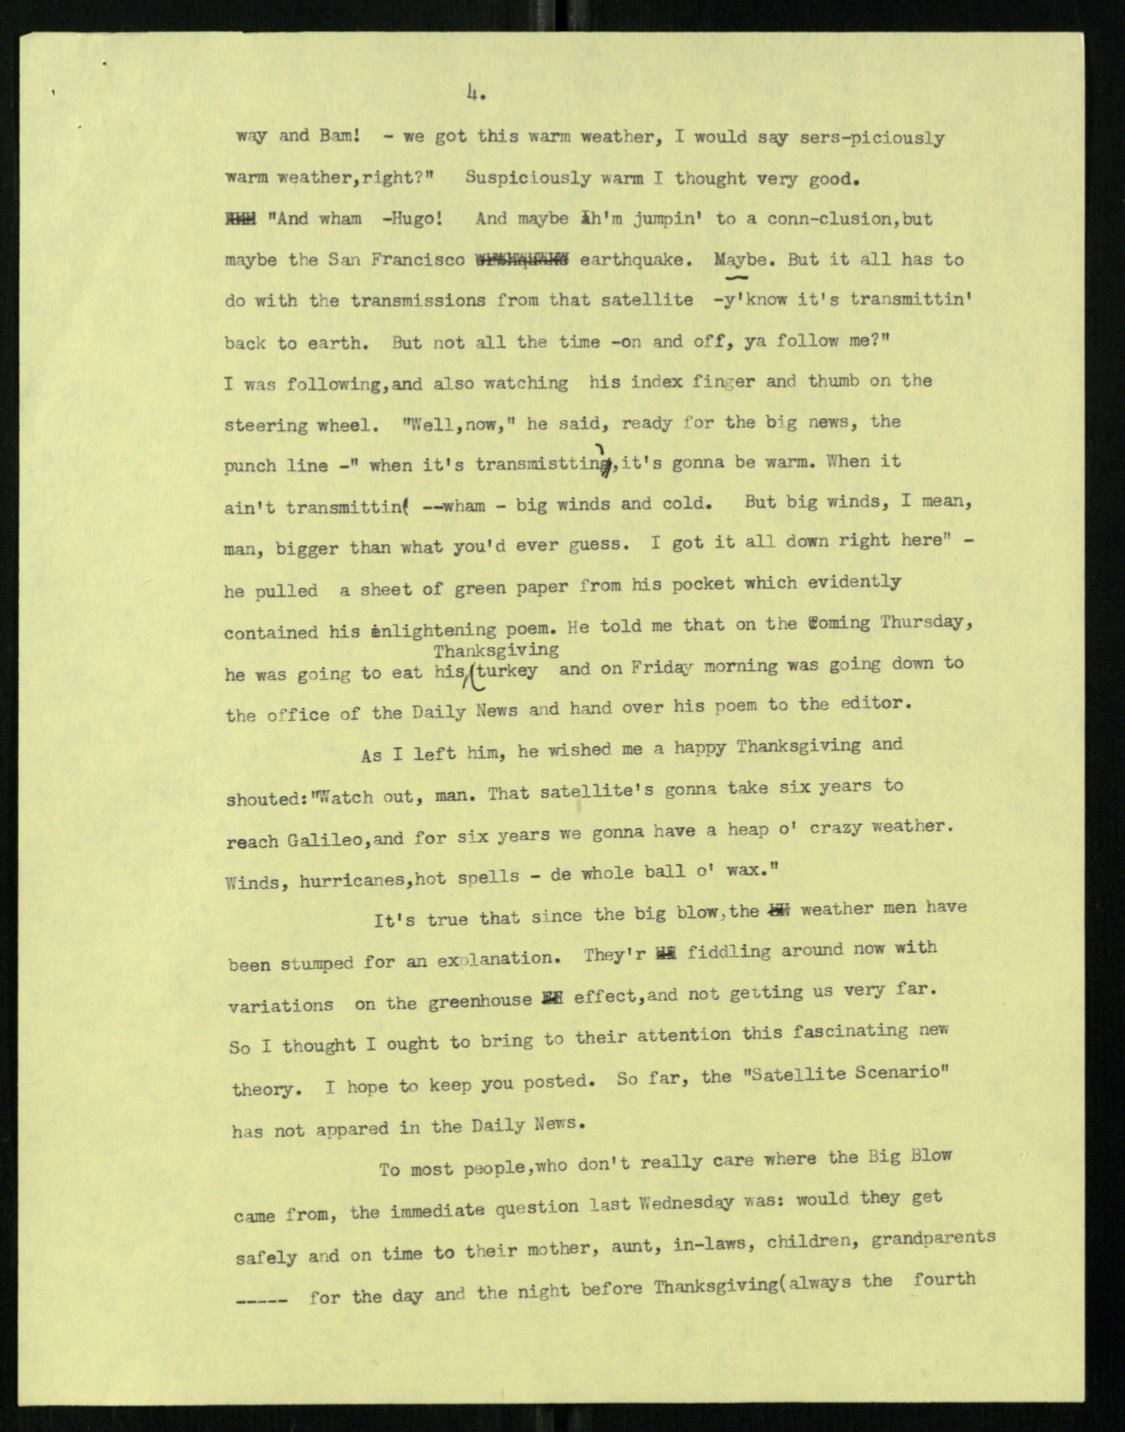 4.
way and Bam! - we got this warm weather, I would say sers-piciously
warm weather,right?" Suspiciously warm I thought very good.
"And wham -Hugo! And maybe Ah'm jumpin' to a conn-clusion,but
maybe the San Francisco earthquake. Maybe. But it all has to
do with the transmissions from that satellite -y'know it's transmittin'
back to earth. But not all the time -on and off, ya follow me?"
I was following,and also watching his index finger and thumb on the
steering wheel. "Well,now," he said, ready for the big news, the
punch line -" when it's transmisttin',it's gonna be warm. When it
ain't transmittin' --wham - big winds and cold. But big winds, I mean,
man, bigger than what you'd ever guess. I got it all down right here" -
he pulled a sheet of green paper from his pocket which evidently
contained his enlightening poem. He told me that on the coming Thursday,
Thanksgiving
he was going to eat his turkey and on Friday morning was going down to
the office of the Daily News and hand over his poem to the editor.
As I left him, he wished me a happy Thanksgiving and
shouted:"Watch out, man. That satellite's gonna take six years to
reach Galileo,and for six years we gonna have a heap o' crazy weather.
Winds, hurricanes,hot spells - de whole ball o' wax."
It's true that since the big blow,the weather men have
been stumped for an explanation. They'r fiddling around now with
variations on the greenhouse effect,and not getting us very far.
So I thought I ought to bring to their attention this fascinating new
theory. I hope to keep you posted. So far, the "Satellite Scenario"
has not appared in the Daily News.
To most people,who don't really care where the Big Blow
came from, the immediate question last Wednesday was: would they get
safely and on time to their mother, aunt, in-laws, children, grandparents
----- for the day and the night before Thanksgiving(always the fourth